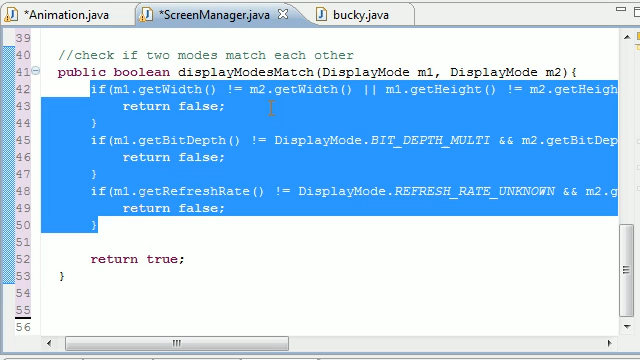 *Animation.java
*ScreenManager.java
bucky.java
39
40 //check if two modes match each other
41 public boolean displayModesMatch(DisplayMode m1, DisplayMode m2){
42 if(m1.getWidth() != m2.getWidth() || m1.getHeight() != m2.getHeigh
43 return false;
44 }
45 if(m1.getBitDepth() != DisplayMode.BIT_DEPTH_MULTI && m2.getBitDep
46 return false;
47 }
48 if(m1.getRefreshRate() != DisplayMode.REFRESH_RATE_UNKNOWN && m2.g
49 return false;
50 }
51
52 return true;
53 }
54
55
56